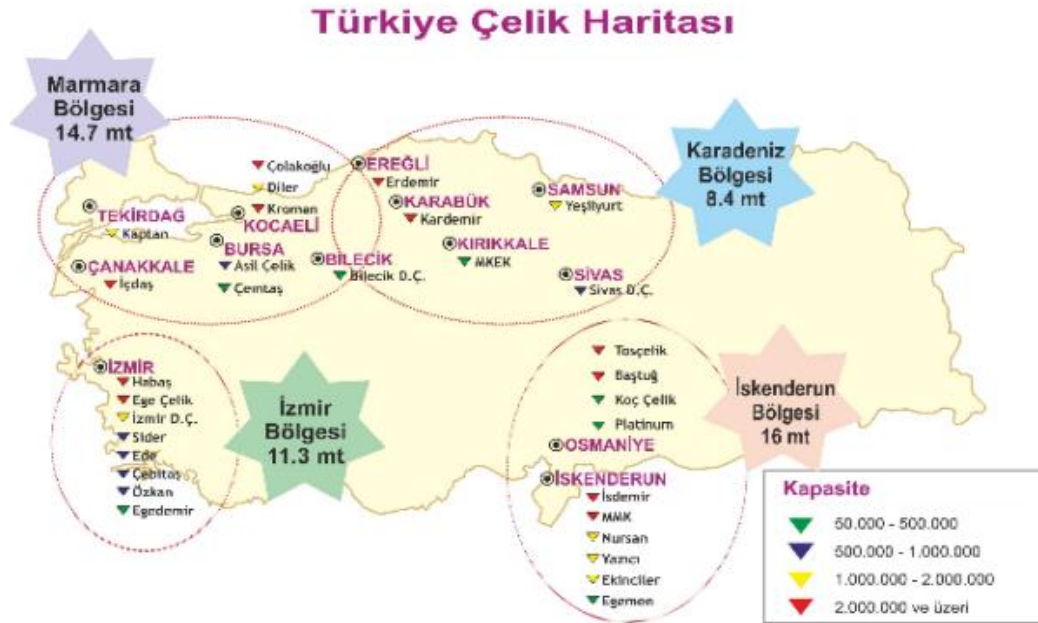 Türkiye Çelik Haritası
Marmara
Bölgesi
14.7 mt
Karadeniz
Bölgesi
8.4 mt
Çolakoğlu
Diler
Kroman
KOCAELİ
TEKİRDAĞ
Kaptan
BURSA
Asil Çelik
Çemtaş
ÇANAKKALE
İçdaş
BİLECİK
Bilecik D.Ç.
EREĞLİ
Erdemir
KARABÜK
Kardemir
SAMSUN
Yeşilyurt
KIRIKKALE
MKEK
SİVAS
Sivas D.Ç.
İZMİR
Habaş
Ege Çelik
İzmir D.Ç.
Sider
Ede
Çebitaş
Özkan
Egedemir
İzmir
Bölgesi
11.3 mt
Tosçelik
Baştuğ
Koç Çelik
Platinum
OSMANİYE
İSKENDERUN
İsdemir
MMK
Nursan
Yazıcı
Ekinciler
Egemen
İskenderun
Bölgesi
16 mt
Kapasite
50.000 - 500.000
500.000 - 1.000.000
1.000.000 - 2.000.000
2.000.000 ve üzeri